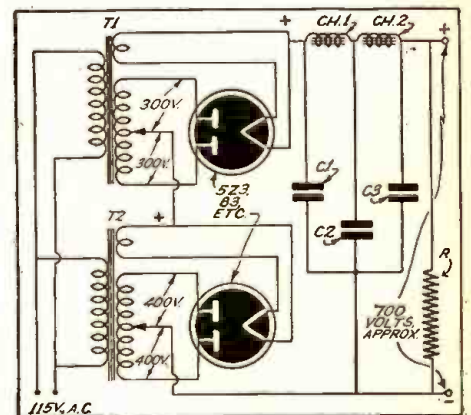 T1
+
CH.1
CH.2
+
300V.
300V.
5Z3.
83.
ETC.
C1
C2
C3
T2
+
400V.
400V.
R
700
VOLTS.
APPROX.
115V., A.C.
-